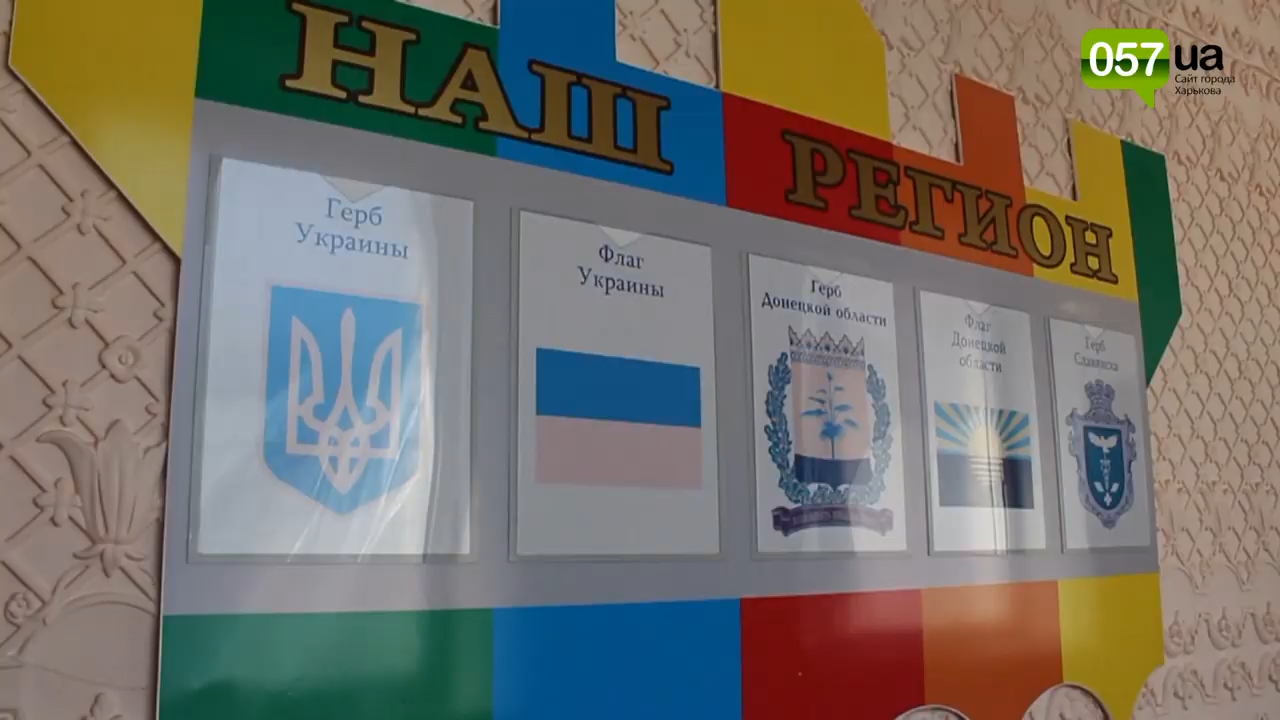 НАШ РЕГИОН
Герб
Украины
Флаг
Украины
Герб
Донецкой области
Флаг
Донецкой
области
Герб
Славянска
057 ua
Сайт города
Харькова